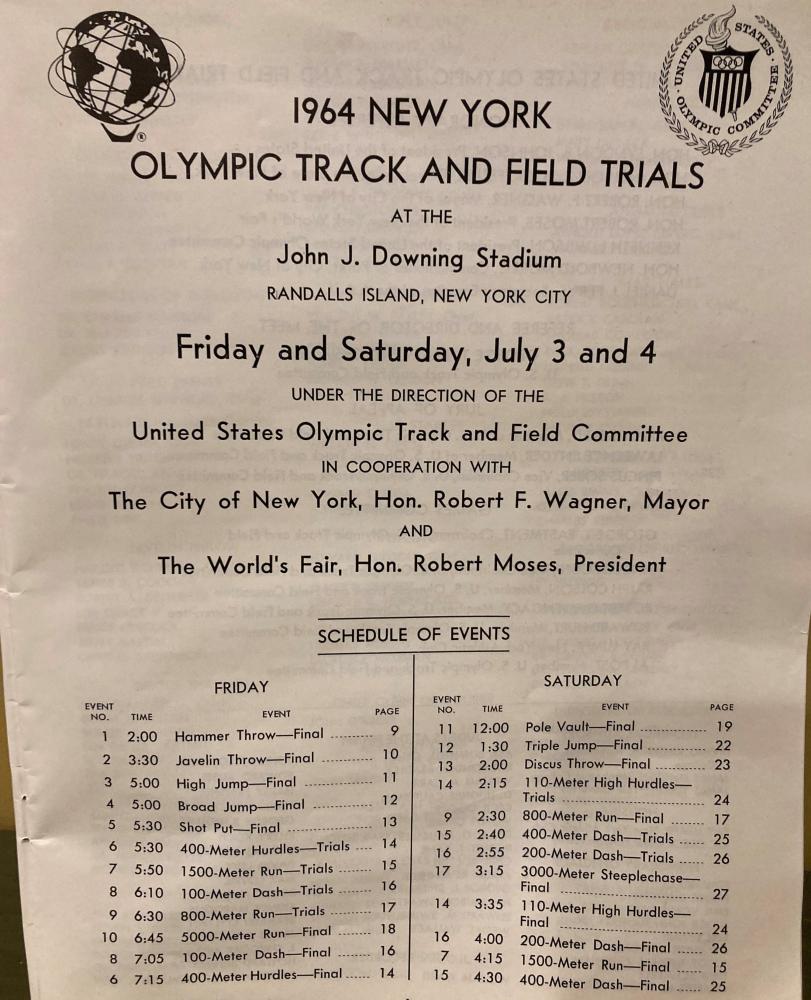 UNITED STATES
OLYMPIC COMMITTEE
1964 NEW YORK
OLYMPIC TRACK AND FIELD TRIALS
AT THE
John J. Downing Stadium
RANDALLS ISLAND, NEW YORK CITY
Friday and Saturday, July 3 and 4
UNDER THE DIRECTION OF THE
United States Olympic Track and Field Committee
IN COOPERATION WITH
The City of New York, Hon. Robert F. Wagner, Mayor
AND
The World's Fair, Hon. Robert Moses, President
SCHEDULE OF EVENTS
FRIDAY
EVENT NO. TIME EVENT PAGE
1 2:00 Hammer Throw—Final .......... 9
2 3:30 Javelin Throw—Final .......... 10
3 5:00 High Jump—Final .............. 11
4 5:00 Broad Jump—Final ............. 12
5 5:30 Shot Put—Final .................. 13
6 5:30 400-Meter Hurdles—Trials .... 14
7 5:50 1500-Meter Run—Trials ........ 15
8 6:10 100-Meter Dash—Trials ........ 16
9 6:30 800-Meter Run—Trials .......... 17
10 6:45 5000-Meter Run—Final ........ 18
8 7:05 100-Meter Dash—Final ......... 16
6 7:15 400-Meter Hurdles—Final ...... 14
SATURDAY
EVENT NO. TIME EVENT PAGE
11 12:00 Pole Vault—Final ................ 19
12 1:30 Triple Jump—Final ............... 22
13 2:00 Discus Throw—Final ............. 23
14 2:15 110-Meter High Hurdles—
Trials .................................... 24
9 2:30 800-Meter Run—Final .......... 17
15 2:40 400-Meter Dash—Trials ...... 25
16 2:55 200-Meter Dash—Trials ...... 26
17 3:15 3000-Meter Steeplechase—
Final .................................... 27
14 3:35 110-Meter High Hurdles—
Final .................................... 24
16 4:00 200-Meter Dash—Final ...... 26
7 4:15 1500-Meter Run—Final ...... 15
15 4:30 400-Meter Dash—Final ...... 25